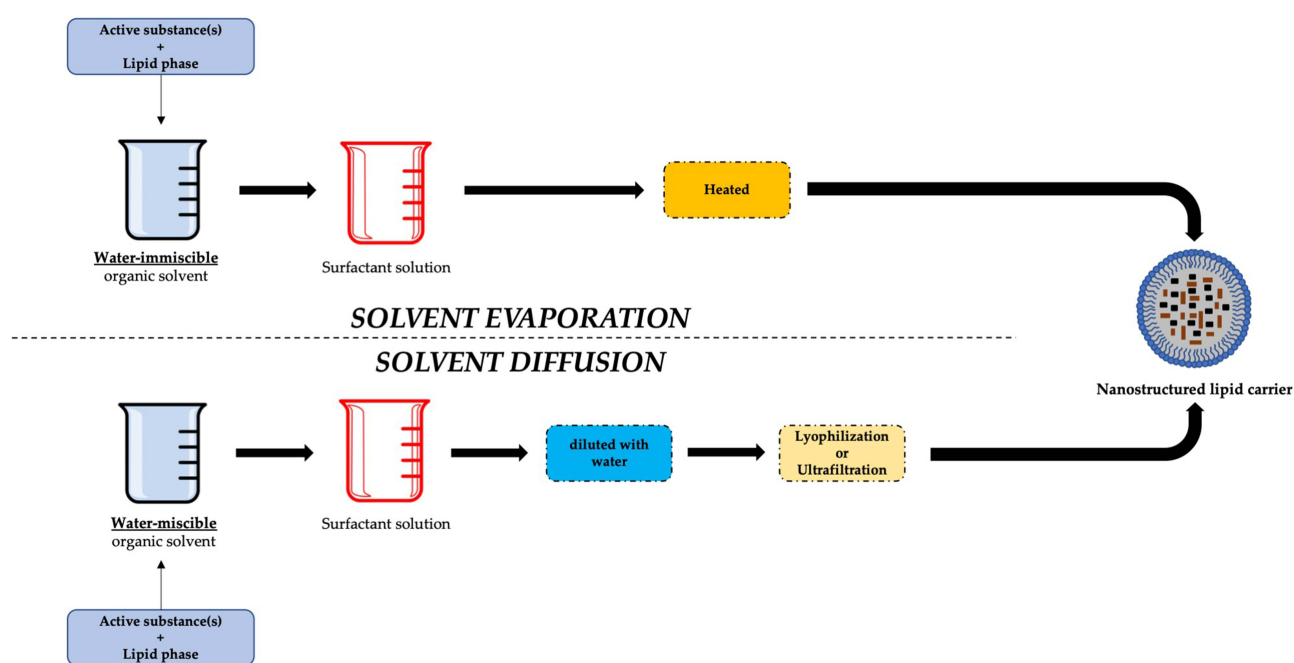 Active substance(s)
+
Lipid phase
Water-immiscible
organic solvent
Surfactant solution
Heated
SOLVENT EVAPORATION
SOLVENT DIFFUSION
Nanostructured lipid carrier
Water-miscible
organic solvent
Surfactant solution
diluted with
water
Lyophilization
or
Ultrafiltration
Active substance(s)
+
Lipid phase